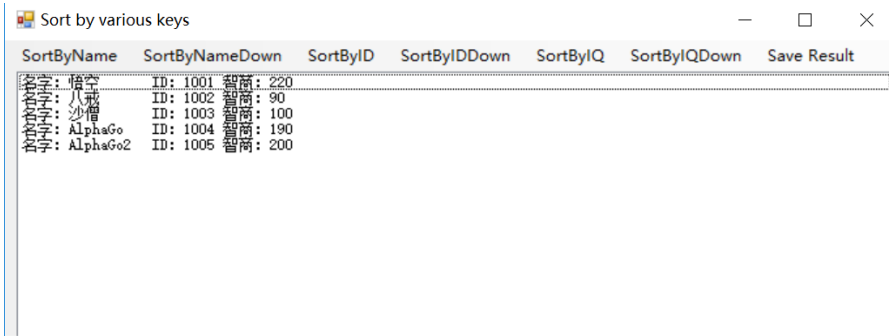 Sort by various keys
SortByName SortByNameDown SortByID SortByIDDown SortByIQ SortByIQDown Save Result
名字: 悟空 ID: 1001 智商: 220
名字: 八戒 ID: 1002 智商: 90
名字: 沙僧 ID: 1003 智商: 100
名字: AlphaGo ID: 1004 智商: 190
名字: AlphaGo2 ID: 1005 智商: 200